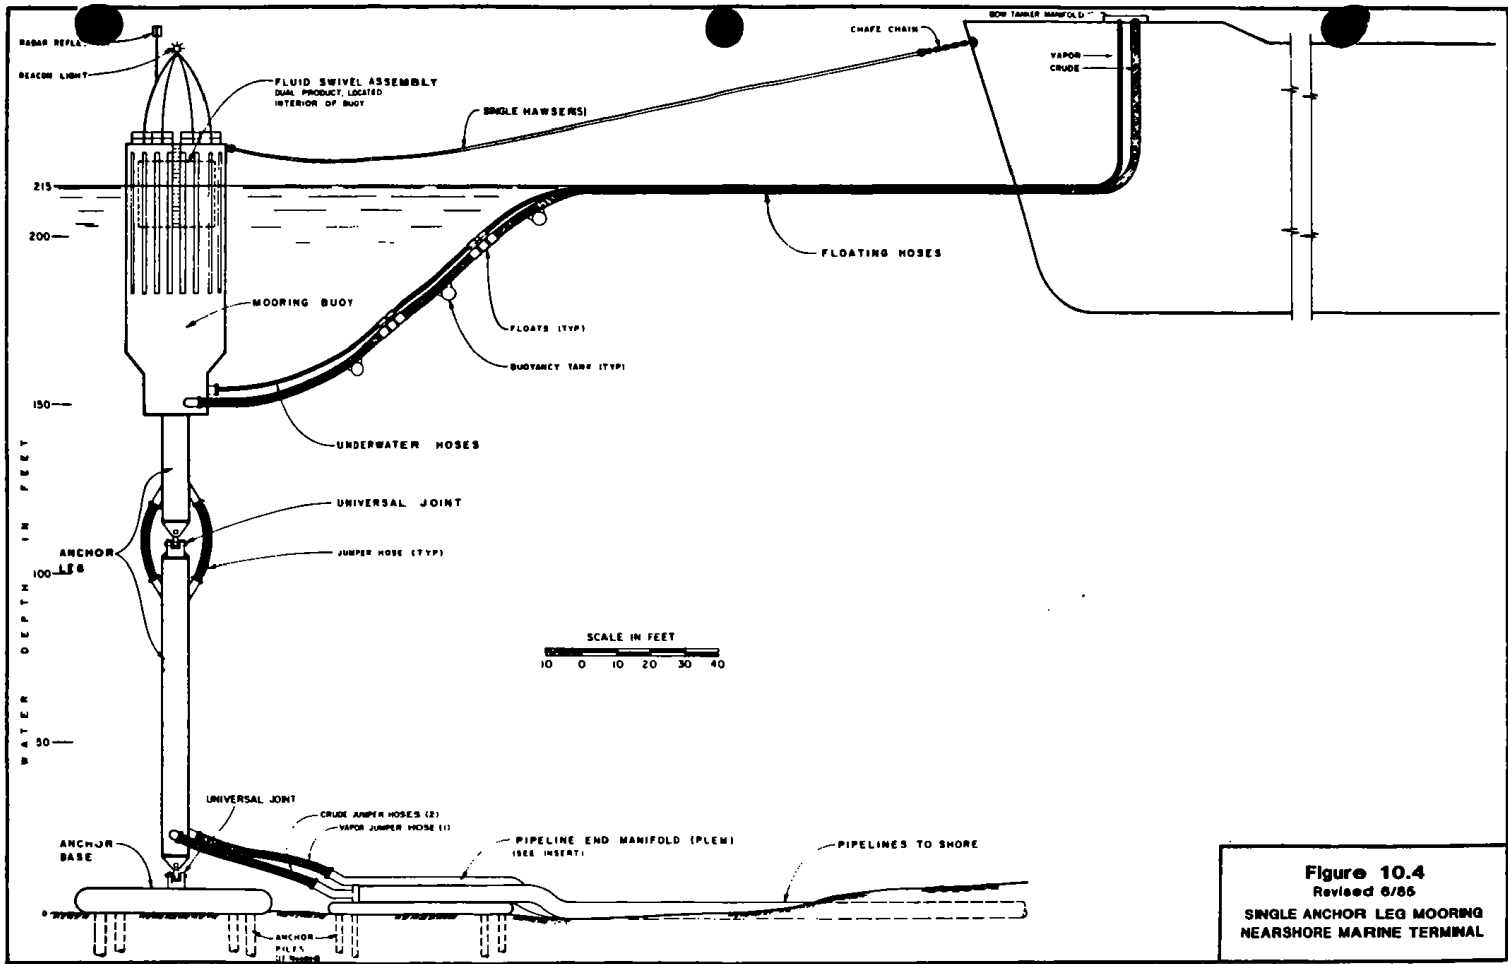 RADAR REFLE
BEACON LIGHT
FLUID SWIVEL ASSEMBLY
DUAL PRODUCT, LOCATED
INTERIOR OF BUOY
SINGLE HAWSER(S)
CHAFE CHAIN
BOW TANKER MANIFOLD
VAPOR
CRUDE
215
200
150
100
50
0
WATER DEPTH IN FEET
MOORING BUOY
FLOATING HOSES
FLOATS (TYP)
BUOYANCY TANK (TYP)
UNDERWATER HOSES
UNIVERSAL JOINT
JUMPER HOSE (TYP)
ANCHOR
LEG
SCALE IN FEET
10 0 10 20 30 40
UNIVERSAL JOINT
CRUDE JUMPER HOSES (2)
VAPOR JUMPER HOSE (1)
PIPELINE END MANIFOLD (PLEM)
(SEE INSERT)
PIPELINES TO SHORE
ANCHOR
BASE
ANCHOR
PILES
Figure 10.4
Revised 6/85
SINGLE ANCHOR LEG MOORING
NEARSHORE MARINE TERMINAL